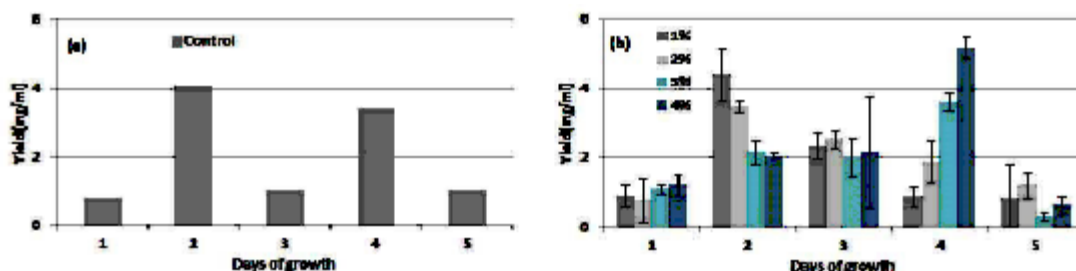 6
(a)
Control
4
2
0
Yield(mg/ml)
1 2 3 4 5
Days of growth
6
(b)
1%
2%
3%
4%
4
2
0
Yield(mg/ml)
1 2 3 4 5
Days of growth